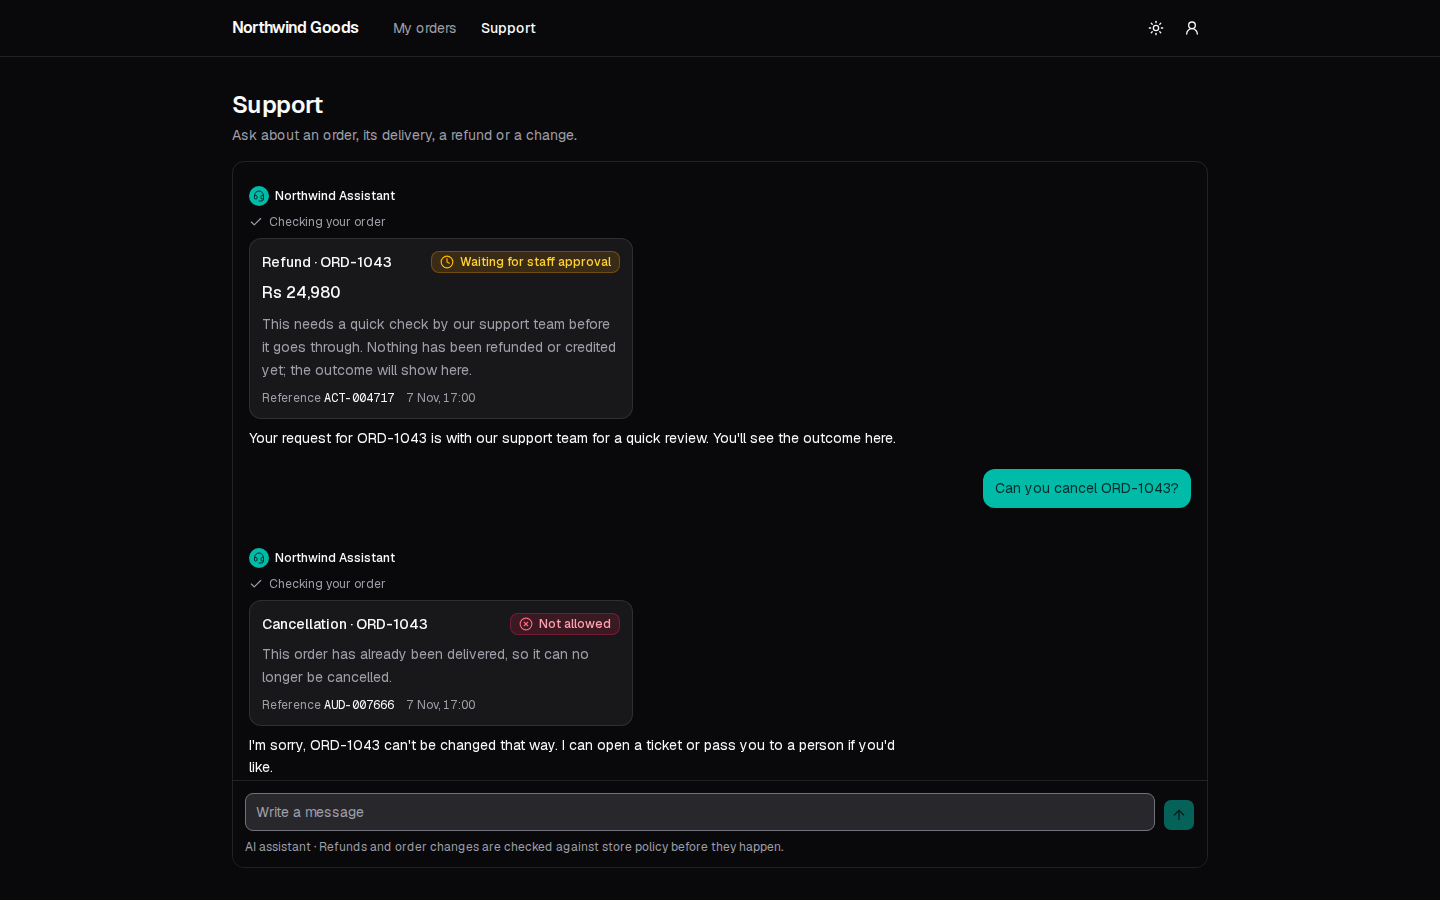 Northwind Goods My orders Support
Support
Ask about an order, its delivery, a refund or a change.
Northwind Assistant
Checking your order
Refund · ORD-1043 Waiting for staff approval
Rs 24,980
This needs a quick check by our support team before
it goes through. Nothing has been refunded or credited
yet; the outcome will show here.
Reference ACT-004717 7 Nov, 17:00
Your request for ORD-1043 is with our support team for a quick review. You'll see the outcome here.
Can you cancel ORD-1043?
Northwind Assistant
Checking your order
Cancellation · ORD-1043 Not allowed
This order has already been delivered, so it can no
longer be cancelled.
Reference AUD-007666 7 Nov, 17:00
I'm sorry, ORD-1043 can't be changed that way. I can open a ticket or pass you to a person if you'd
like.
Write a message
AI assistant · Refunds and order changes are checked against store policy before they happen.